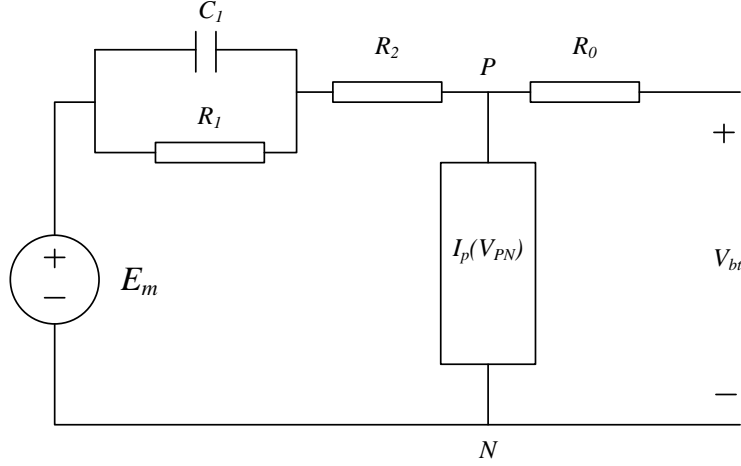 C1
R2
P
R0
R1
+
+
Em
Ip(VPN)
Vbt
−
−
N